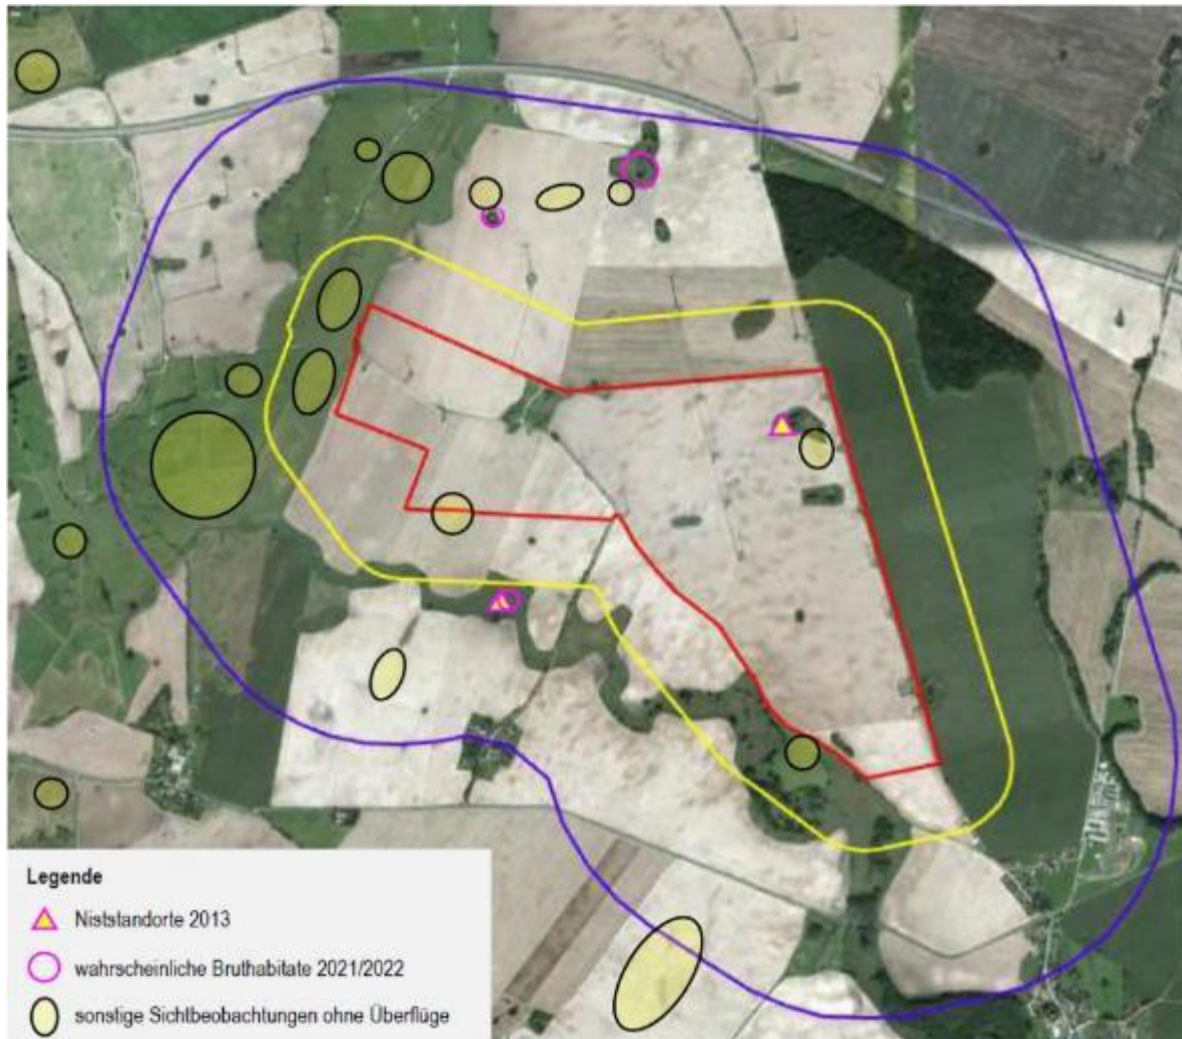 Legende
Niststandorte 2013
wahrscheinliche Bruthabitate 2021/2022
sonstige Sichtbeobachtungen ohne Überflüge